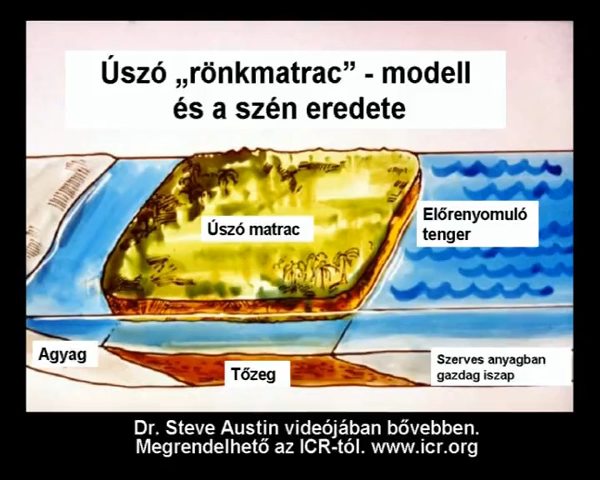 Úszó „rönkmatrac” - modell
és a szén eredete
Úszó matrac
Előrenyomuló
tenger
Agyag
Tőzeg
Szerves anyagban
gazdag iszap
Dr. Steve Austin videójában bővebben.
Megrendelhető az ICR-tól. www.icr.org